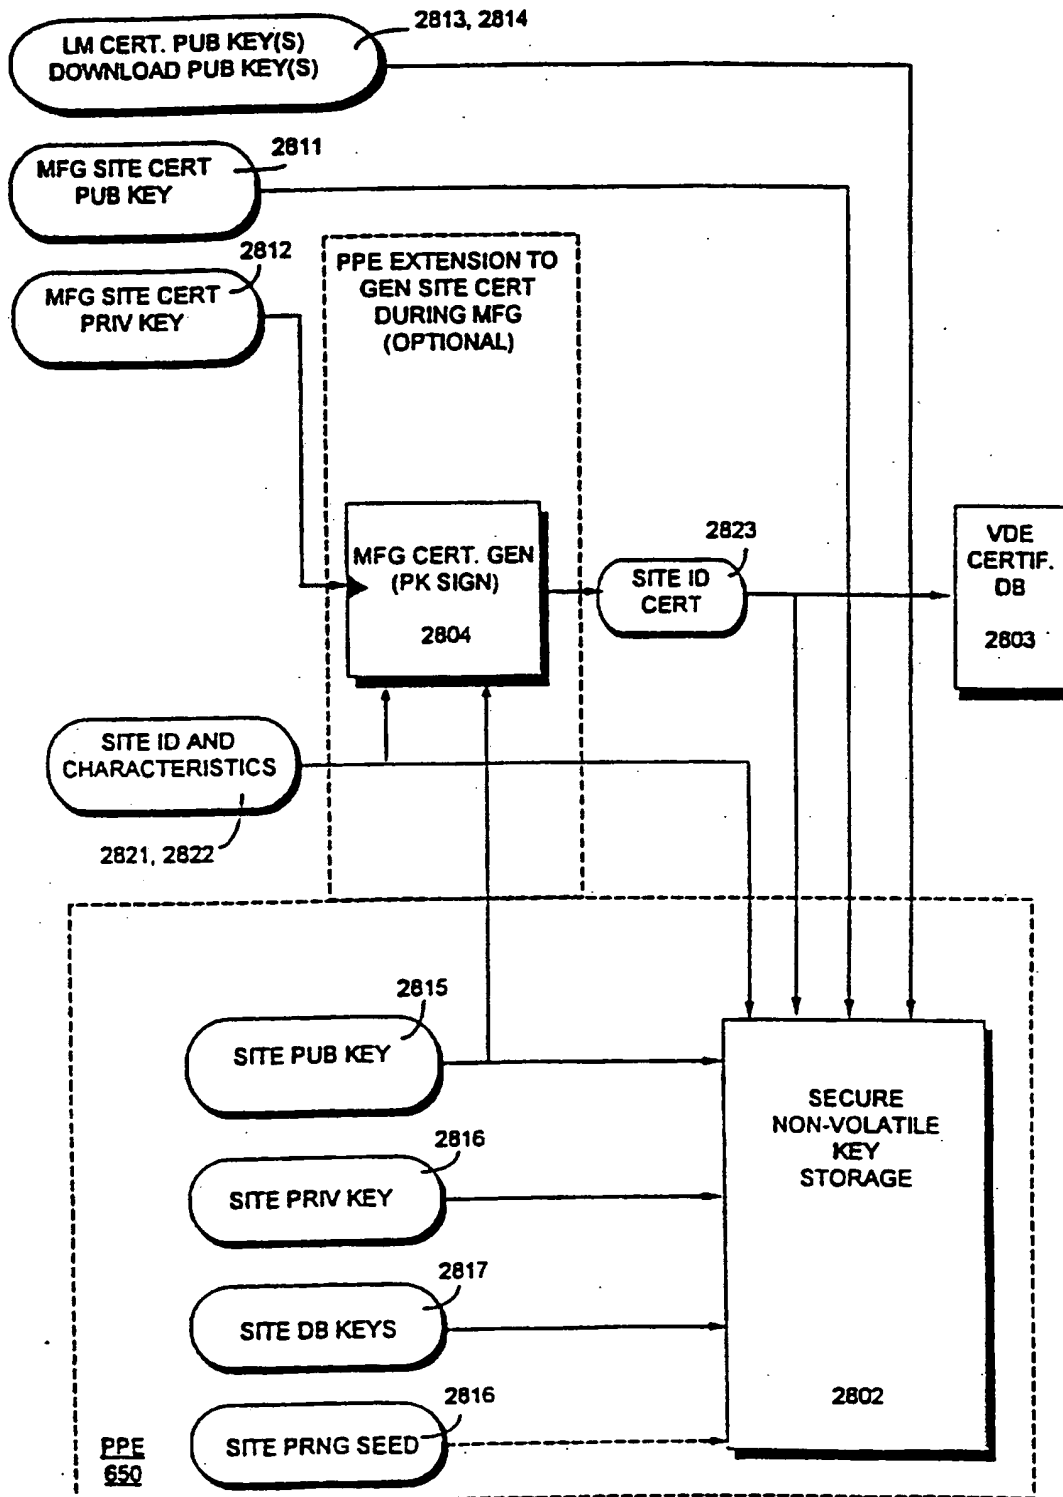 2813, 2814
LM CERT. PUB KEY(S)
DOWNLOAD PUB KEY(S)
2811
MFG SITE CERT
PUB KEY
2812
MFG SITE CERT
PRIV KEY
PPE EXTENSION TO
GEN SITE CERT
DURING MFG
(OPTIONAL)
MFG CERT. GEN
(PK SIGN)
2804
2823
SITE ID
CERT
VDE
CERTIF.
DB
2803
SITE ID AND
CHARACTERISTICS
2821, 2822
2815
SITE PUB KEY
2816
SITE PRIV KEY
2817
SITE DB KEYS
2816
SITE PRNG SEED
SECURE
NON-VOLATILE
KEY
STORAGE
2802
PPE
650